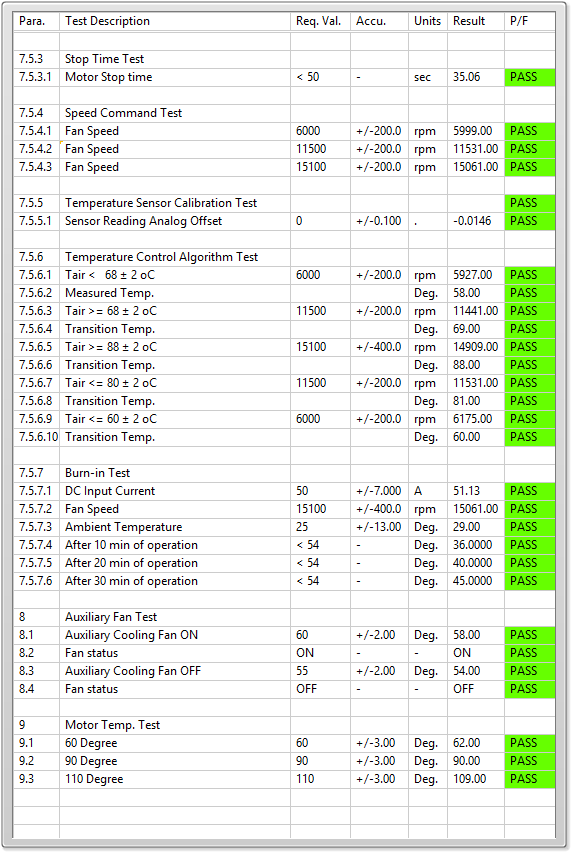 Para. Test Description Req. Val. Accu. Units Result P/F
7.5.3 Stop Time Test
7.5.3.1 Motor Stop time < 50 - sec 35.06 PASS
7.5.4 Speed Command Test
7.5.4.1 Fan Speed 6000 +/-200.0 rpm 5999.00 PASS
7.5.4.2 Fan Speed 11500 +/-200.0 rpm 11531.00 PASS
7.5.4.3 Fan Speed 15100 +/-200.0 rpm 15061.00 PASS
7.5.5 Temperature Sensor Calibration Test PASS
7.5.5.1 Sensor Reading Analog Offset 0 +/-0.100 . -0.0146 PASS
7.5.6 Temperature Control Algorithm Test
7.5.6.1 Tair < 68 ± 2 oC 6000 +/-200.0 rpm 5927.00 PASS
7.5.6.2 Measured Temp. Deg. 58.00 PASS
7.5.6.3 Tair >= 68 ± 2 oC 11500 +/-200.0 rpm 11441.00 PASS
7.5.6.4 Transition Temp. Deg. 69.00 PASS
7.5.6.5 Tair >= 88 ± 2 oC 15100 +/-400.0 rpm 14909.00 PASS
7.5.6.6 Transition Temp. Deg. 88.00 PASS
7.5.6.7 Tair <= 80 ± 2 oC 11500 +/-200.0 rpm 11531.00 PASS
7.5.6.8 Transition Temp. Deg. 81.00 PASS
7.5.6.9 Tair <= 60 ± 2 oC 6000 +/-200.0 rpm 6175.00 PASS
7.5.6.10 Transition Temp. Deg. 60.00 PASS
7.5.7 Burn-in Test
7.5.7.1 DC Input Current 50 +/-7.000 A 51.13 PASS
7.5.7.2 Fan Speed 15100 +/-400.0 rpm 15061.00 PASS
7.5.7.3 Ambient Temperature 25 +/-13.00 Deg. 29.00 PASS
7.5.7.4 After 10 min of operation < 54 - Deg. 36.0000 PASS
7.5.7.5 After 20 min of operation < 54 - Deg. 40.0000 PASS
7.5.7.6 After 30 min of operation < 54 - Deg. 45.0000 PASS
8 Auxiliary Fan Test
8.1 Auxiliary Cooling Fan ON 60 +/-2.00 Deg. 58.00 PASS
8.2 Fan status ON - - ON PASS
8.3 Auxiliary Cooling Fan OFF 55 +/-2.00 Deg. 54.00 PASS
8.4 Fan status OFF - - OFF PASS
9 Motor Temp. Test
9.1 60 Degree 60 +/-3.00 Deg. 62.00 PASS
9.2 90 Degree 90 +/-3.00 Deg. 90.00 PASS
9.3 110 Degree 110 +/-3.00 Deg. 109.00 PASS